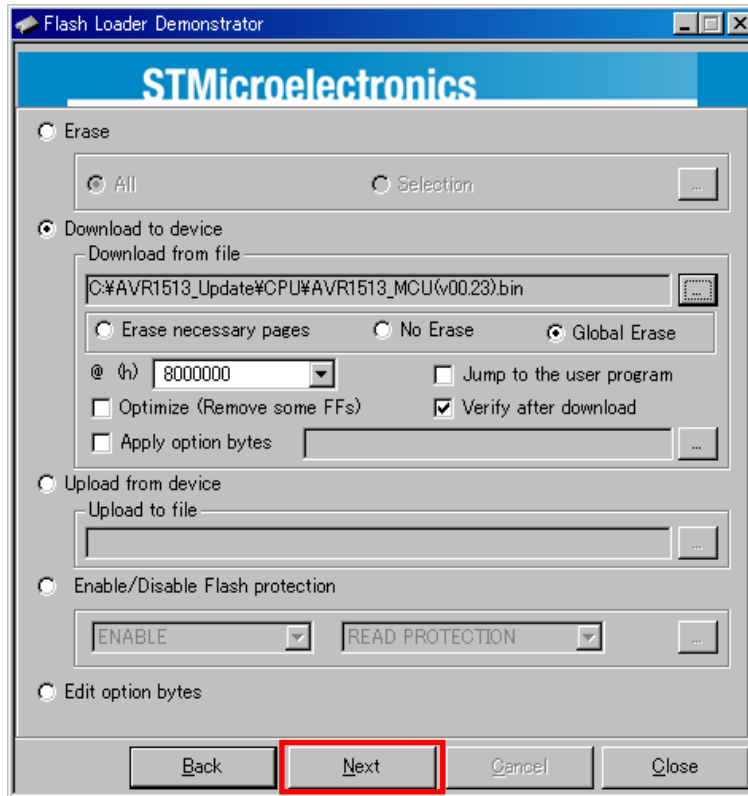 Flash Loader Demonstrator
STMicroelectronics
Erase
All Selection ...
Download to device
Download from file
C:¥AVR1513_Update¥CPU¥AVR1513_MCU(v00.23).bin ...
Erase necessary pages No Erase Global Erase
@ (h) 8000000 Jump to the user program
Optimize (Remove some FFs) Verify after download
Apply option bytes ...
Upload from device
Upload to file
...
Enable/Disable Flash protection
ENABLE READ PROTECTION ...
Edit option bytes
Back Next Cancel Close